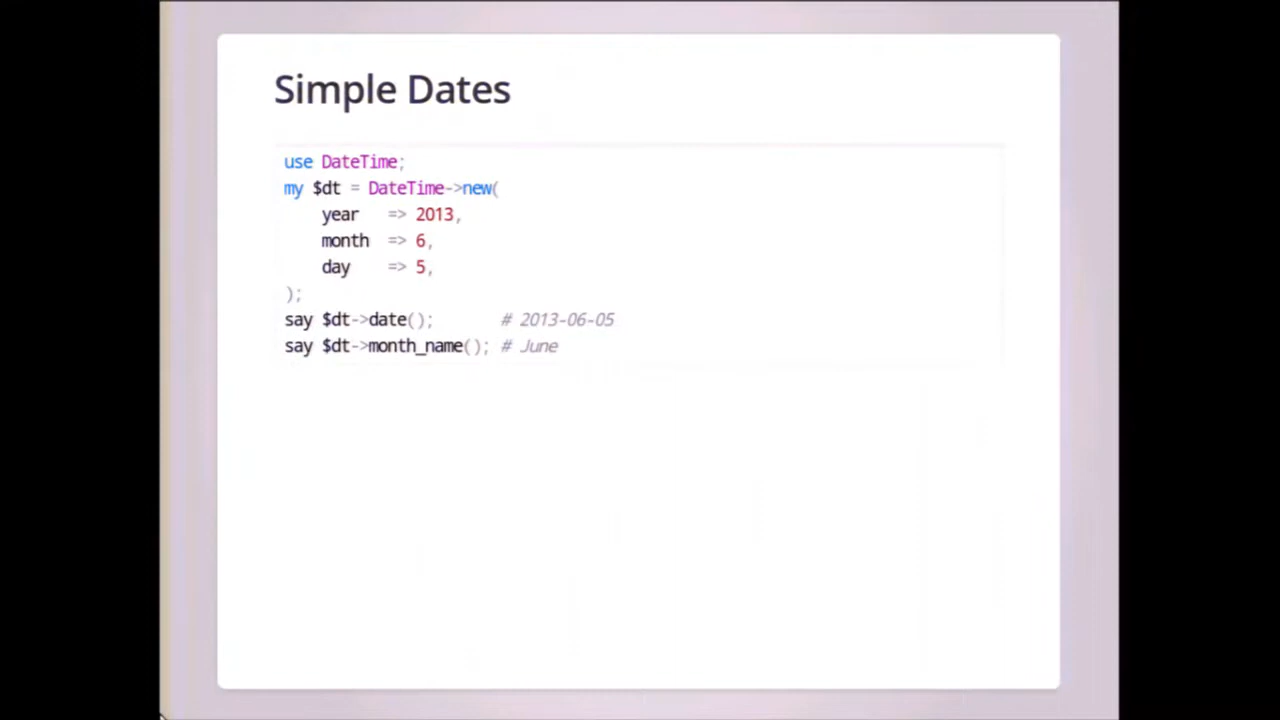 Simple Dates
use DateTime;
my $dt = DateTime->new(
    year   => 2013,
    month  => 6,
    day    => 5,
);
say $dt->date();       # 2013-06-05
say $dt->month_name(); # June